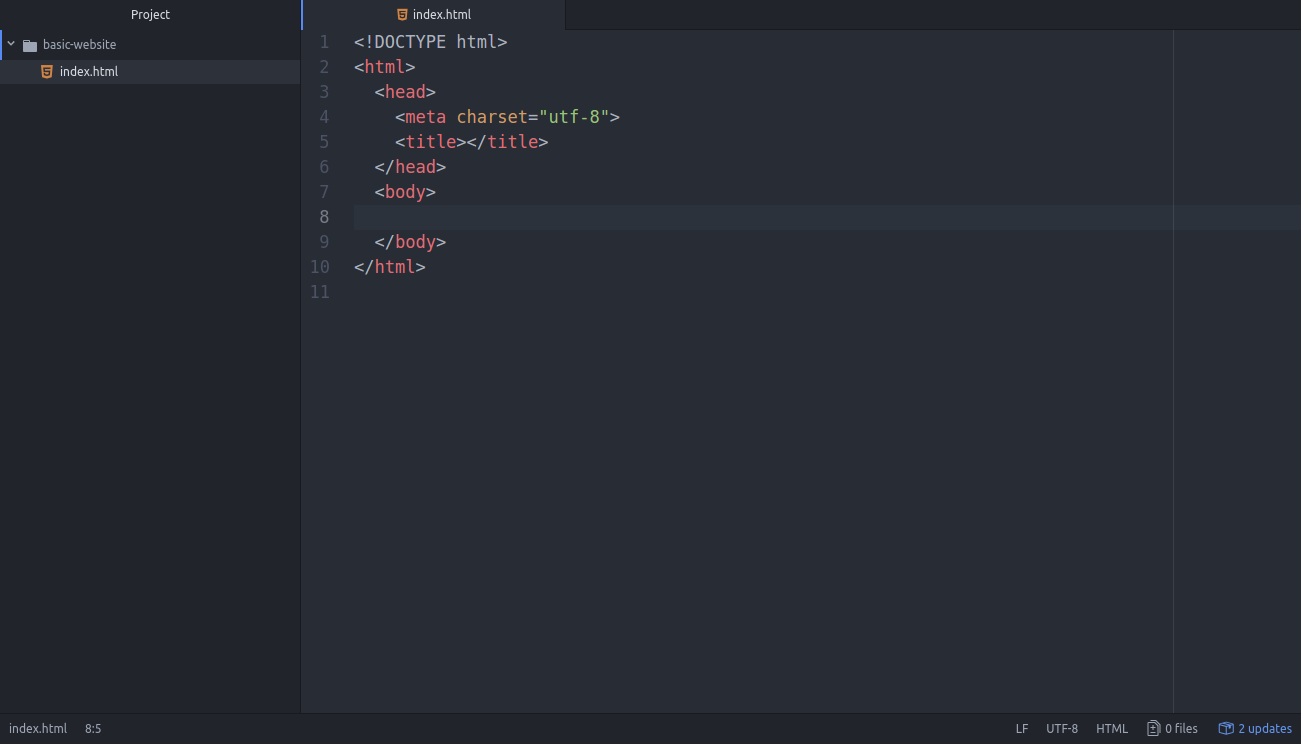 Project
index.html
basic-website
index.html
1 <!DOCTYPE html>
2 <html>
3   <head>
4     <meta charset="utf-8">
5     <title></title>
6   </head>
7   <body>
8
9   </body>
10 </html>
11
index.html 8:5 LF UTF-8 HTML 0 files 2 updates